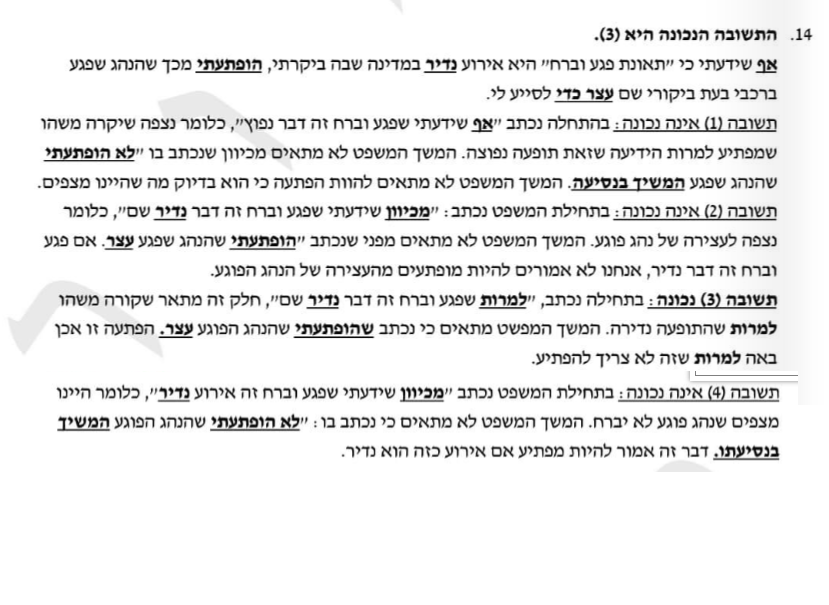 14. התשובה הנכונה היא (3).
אף שידעתי כי "תאונת פגע וברח" היא אירוע נדיר במדינה שבה ביקרתי, הופתעתי מכך שהנהג שפגע
ברכבי בעת ביקורי שם עצר כדי לסייע לי.
תשובה (1) אינה נכונה: בהתחלה נכתב "אף שידעתי שפגע וברח זה דבר נפוץ", כלומר נצפה שיקרה משהו
שמפתיע למרות הידיעה שזאת תופעה נפוצה. המשך המשפט לא מתאים מכיוון שנכתב בו "לא הופתעתי
שהנהג שפגע המשיך בנסיעה. המשך המשפט לא מתאים להוות הפתעה כי הוא בדיוק מה שהיינו מצפים.
תשובה (2) אינה נכונה: בתחילת המשפט נכתב: "מכיוון שידעתי שפגע וברח זה דבר נדיר שם", כלומר
נצפה לעצירה של נהג פוגע. המשך המשפט לא מתאים מפני שנכתב "הופתעתי שהנהג שפגע עצר. אם פגע
וברח זה דבר נדיר, אנחנו לא אמורים להיות מופתעים מהעצירה של הנהג הפוגע.
תשובה (3) נכונה: בתחילה נכתב, "למרות שפגע וברח זה דבר נדיר שם", חלק זה מתאר שקורה משהו
למרות שהתופעה נדירה. המשך המפשט מתאים כי נכתב שהופתעתי שהנהג הפוגע עצר. הפתעה זו אכן
באה למרות שזה לא צריך להפתיע.
תשובה (4) אינה נכונה: בתחילת המשפט נכתב "מכיוון שידעתי שפגע וברח זה אירוע נדיר", כלומר היינו
מצפים שנהג פוגע לא יברח. המשך המשפט לא מתאים כי נכתב בו: "לא הופתעתי שהנהג הפוגע המשיך
בנסיעתו. דבר זה אמור להיות מפתיע אם אירוע כזה הוא נדיר.